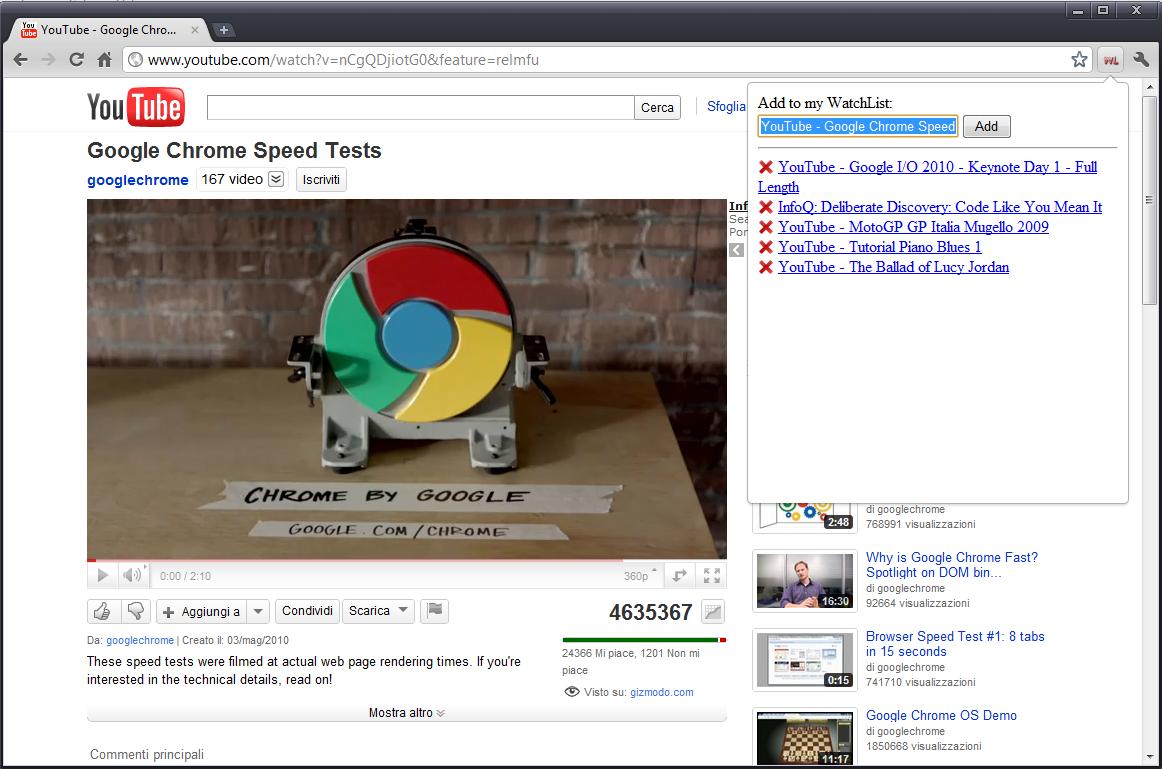 YouTube - Google Chro...
www.youtube.com/watch?v=nCgQDjiotG0&feature=relmfu
WL
YouTube
Cerca
Sfoglia
Add to my WatchList:
YouTube - Google Chrome Speed
Add
YouTube - Google I/O 2010 - Keynote Day 1 - Full
Length
InfoQ: Deliberate Discovery: Code Like You Mean It
YouTube - MotoGP GP Italia Mugello 2009
YouTube - Tutorial Piano Blues 1
YouTube - The Ballad of Lucy Jordan
Google Chrome Speed Tests
googlechrome
167 video
Iscriviti
Inf
Sea
Por
CHROME BY GOOGLE
GOOGLE.COM/CHROME
0:00 / 2:10
360p
Aggiungi a
Condividi
Scarica
4635367
Da: googlechrome | Creato il: 03/mag/2010
These speed tests were filmed at actual web page rendering times. If you're
interested in the technical details, read on!
24366 Mi piace, 1201 Non mi
piace
Visto su: gizmodo.com
Mostra altro
Commenti principali
2:48
di googlechrome
768991 visualizzazioni
16:30
Why is Google Chrome Fast?
Spotlight on DOM bin...
di googlechrome
92664 visualizzazioni
0:15
Browser Speed Test #1: 8 tabs
in 15 seconds
di googlechrome
741710 visualizzazioni
11:17
Google Chrome OS Demo
di googlechrome
1850668 visualizzazioni